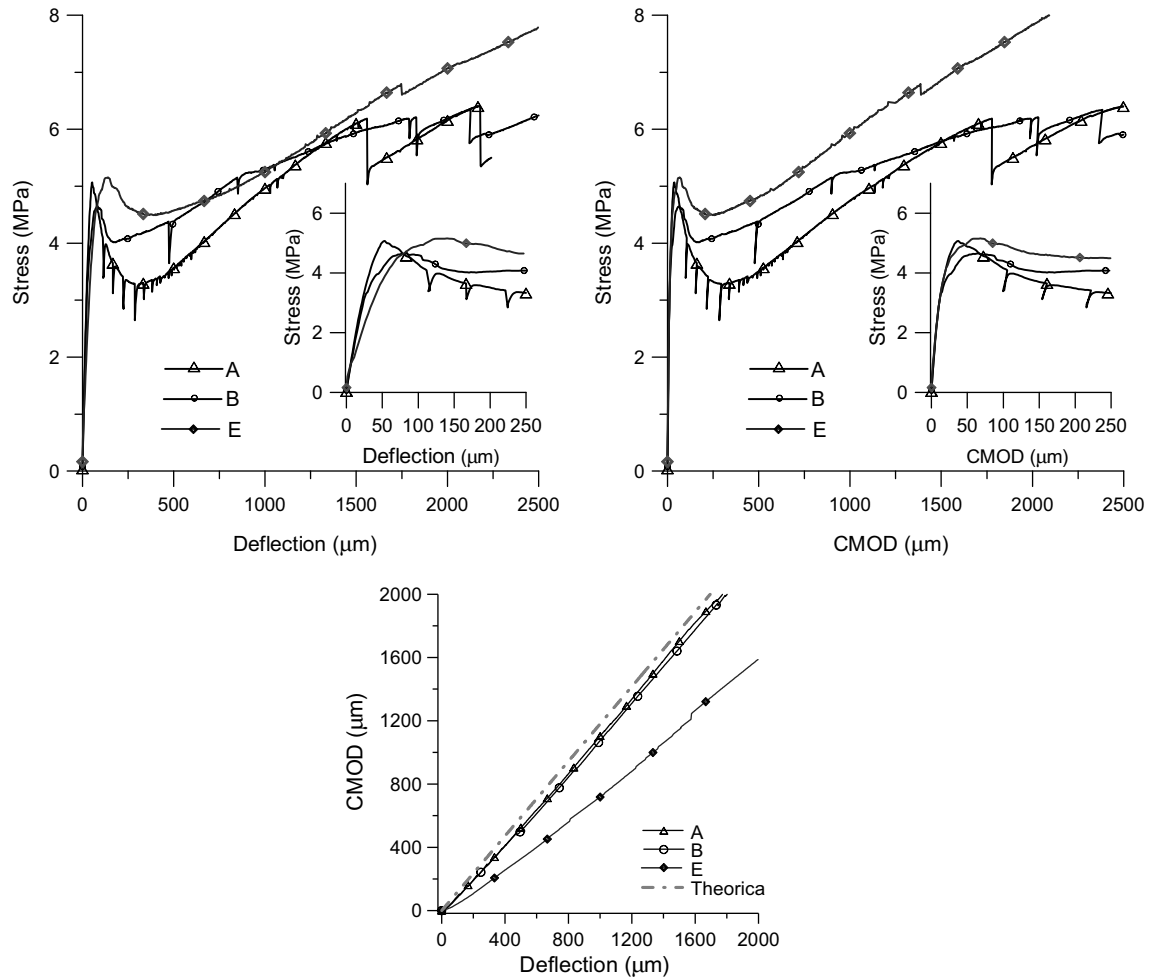 8
6
4
2
0
Stress (MPa)
0 500 1000 1500 2000 2500
Deflection (μm)
A
B
E
6
4
2
0
Stress (MPa)
0 50 100 150 200 250
Deflection (μm)
8
6
4
2
0
Stress (MPa)
0 500 1000 1500 2000 2500
CMOD (μm)
A
B
E
6
4
2
0
Stress (MPa)
0 50 100 150 200 250
CMOD (μm)
2000
1600
1200
800
400
0
CMOD (μm)
0 400 800 1200 1600 2000
Deflection (μm)
A
B
E
Theorica